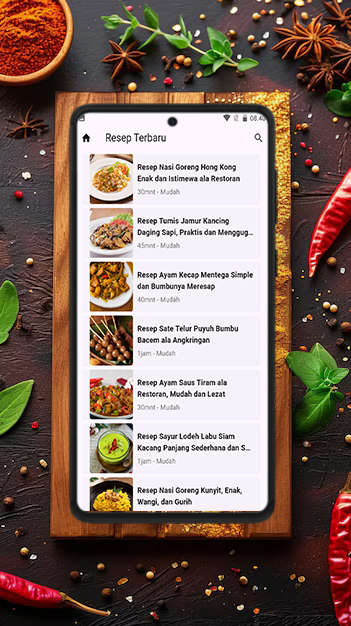 08.40
Resep Terbaru
Resep Nasi Goreng Hong Kong
Enak dan Istimewa ala Restoran
30mnt - Mudah
Resep Tumis Jamur Kancing
Daging Sapi, Praktis dan Menggug...
45mnt - Mudah
Resep Ayam Kecap Mentega Simple
dan Bumbunya Meresap
40mnt - Mudah
Resep Sate Telur Puyuh Bumbu
Bacem ala Angkringan
1jam - Mudah
Resep Ayam Saus Tiram ala
Restoran, Mudah dan Lezat
30mnt - Mudah
Resep Sayur Lodeh Labu Siam
Kacang Panjang Sederhana dan S...
1jam - Mudah
Resep Nasi Goreng Kunyit, Enak,
Wangi, dan Gurih